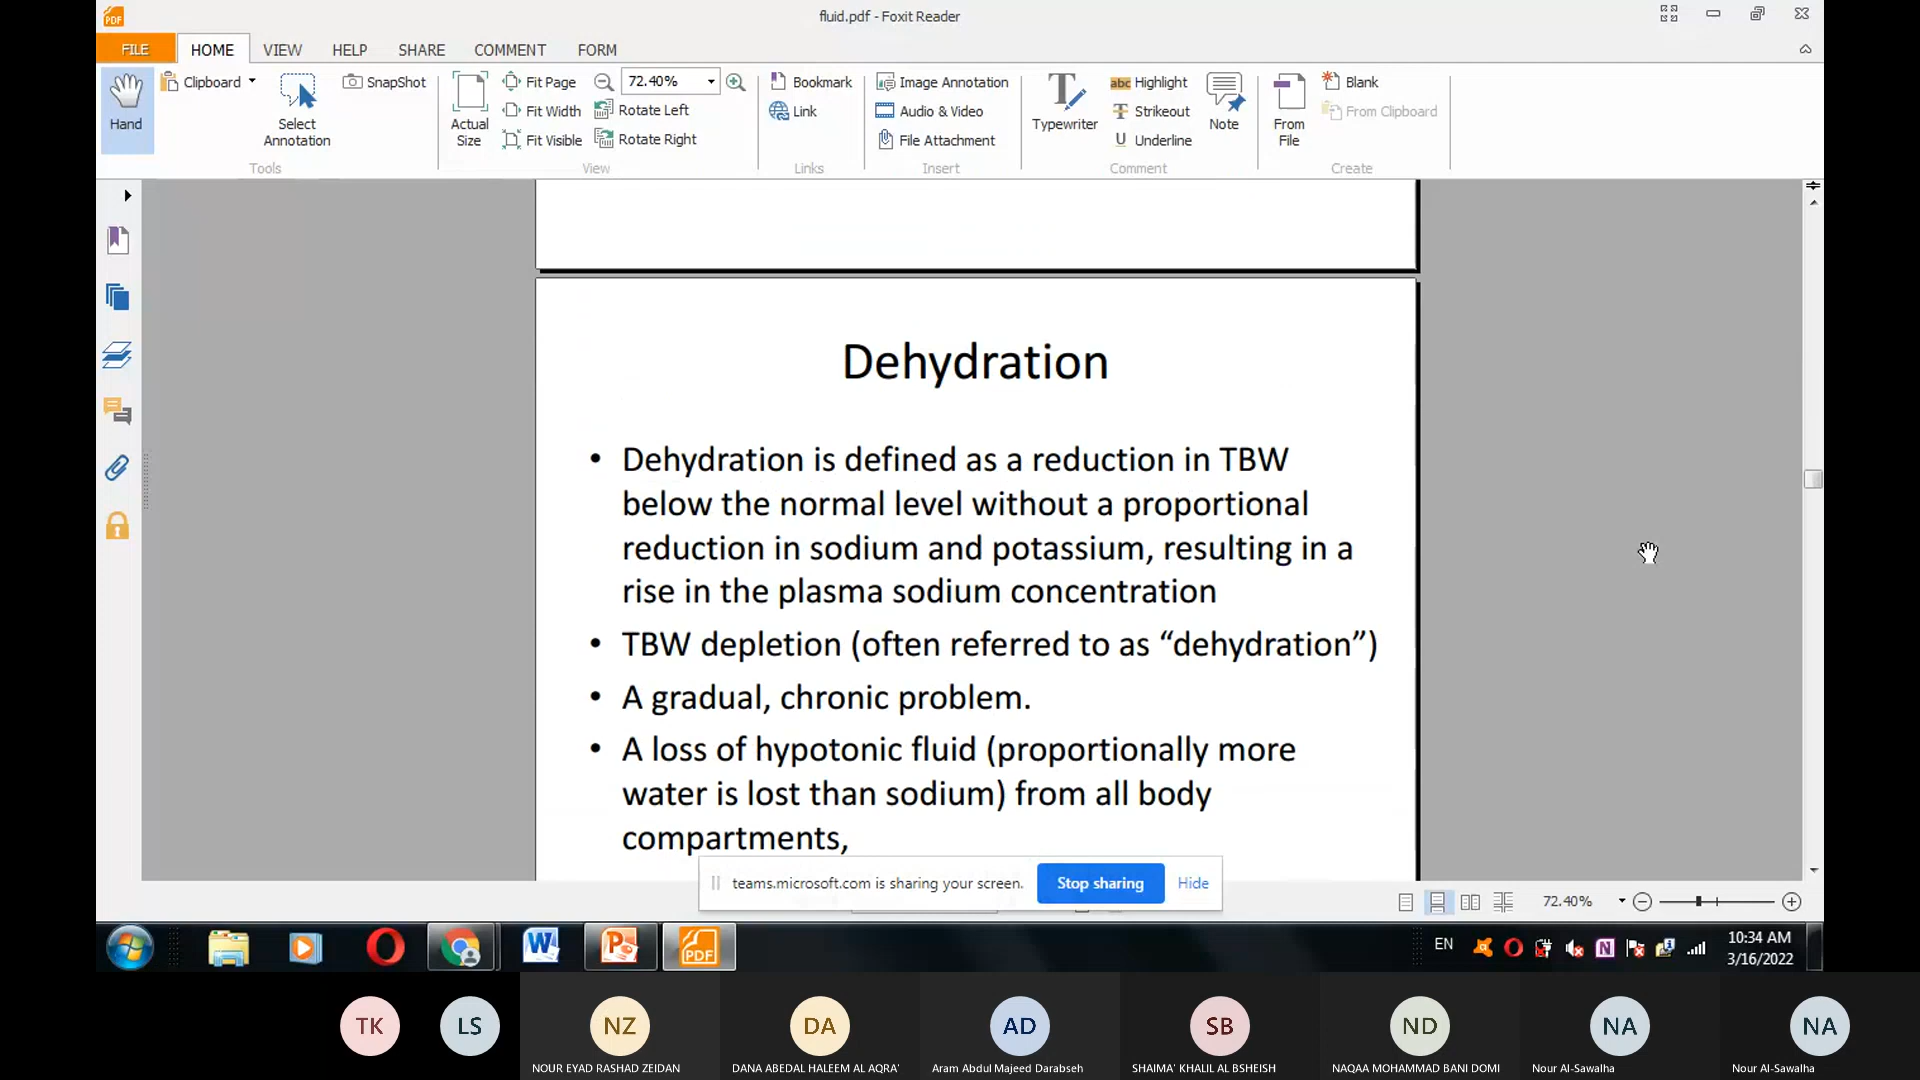 fluid.pdf - Foxit Reader
FILE HOME VIEW HELP SHARE COMMENT FORM
Hand
Clipboard
Select
Annotation
SnapShot
Tools
Actual
Size
Fit Page
Fit Width
Fit Visible
72.40%
Rotate Left
Rotate Right
View
Bookmark
Link
Links
Image Annotation
Audio & Video
File Attachment
Insert
Typewriter
abc Highlight
Strikeout
Underline
Note
Comment
From
File
Blank
From Clipboard
Create
Dehydration
• Dehydration is defined as a reduction in TBW
below the normal level without a proportional
reduction in sodium and potassium, resulting in a
rise in the plasma sodium concentration
• TBW depletion (often referred to as “dehydration”)
• A gradual, chronic problem.
• A loss of hypotonic fluid (proportionally more
water is lost than sodium) from all body
compartments,
teams.microsoft.com is sharing your screen. Stop sharing Hide
72.40%
EN
10:34 AM
3/16/2022
TK LS NZ DA AD SB ND NA NA
NOUR EYAD RASHAD ZEIDAN DANA ABEDAL HALEEM AL AQRA' Aram Abdul Majeed Darabseh SHAIMA' KHALIL AL BSHEISH NAQAA MOHAMMAD BANI DOMI Nour Al-Sawalha Nour Al-Sawalha